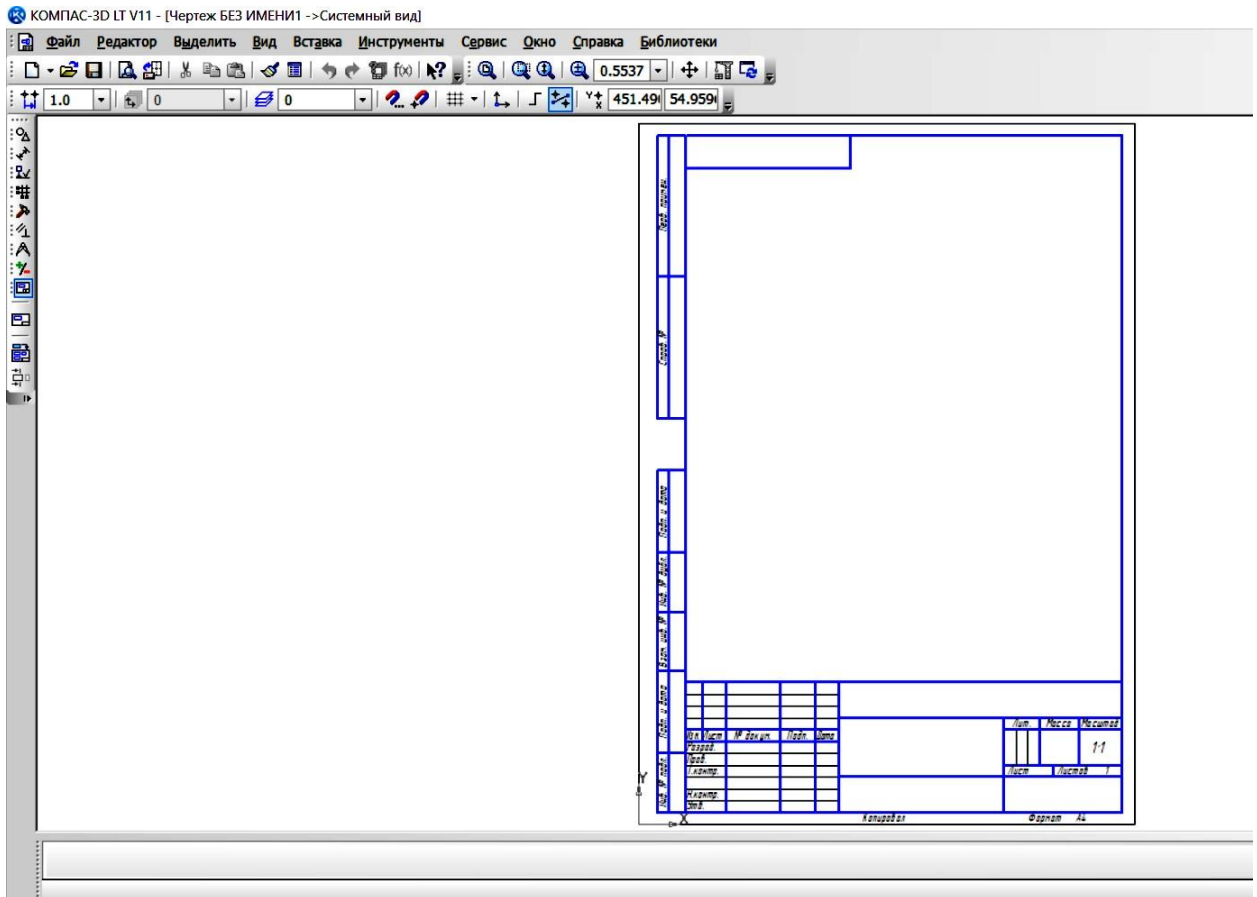 КОМПАС-3D LT V11 - [Чертеж БЕЗ ИМЕНИ1 ->Системный вид]
Файл Редактор Выделить Вид Вставка Инструменты Сервис Окно Справка Библиотеки
f(x) 0.5537
1.0 0 0 Y X 451.49 54.959
Перв. примен.
Справ. №
Подп. и дата
Инв. № дубл.
Взам. инв. №
Подп. и дата
Инв. № подл.
Лит. Масса Масштаб
Изм. Лист № докум. Подп. Дата
Разраб. 1:1
Пров.
Т.контр. Лист Листов 1
Н.контр.
Утв.
Y
X
Копировал Формат A4